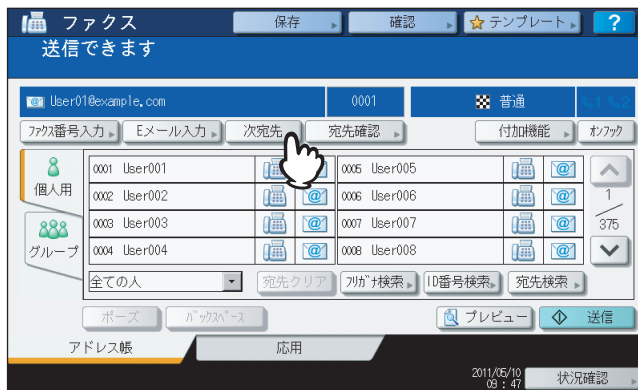 ファクス 保存 確認 テンプレート ?
送信できます
User01@example.com 0001 普通 1 2
ファクス番号入力 Eメール入力 次宛先 宛先確認 付加機能 オンフック
個人用
グループ
0001 User001 0005 User005
0002 User002 0006 User006
0003 User003 0007 User007
0004 User004 0008 User008
1
375
全ての人 宛先クリア フリガナ検索 ID番号検索 宛先検索
ポーズ バックスペース プレビュー 送信
アドレス帳 応用
2011/05/10
09 : 47
状況確認